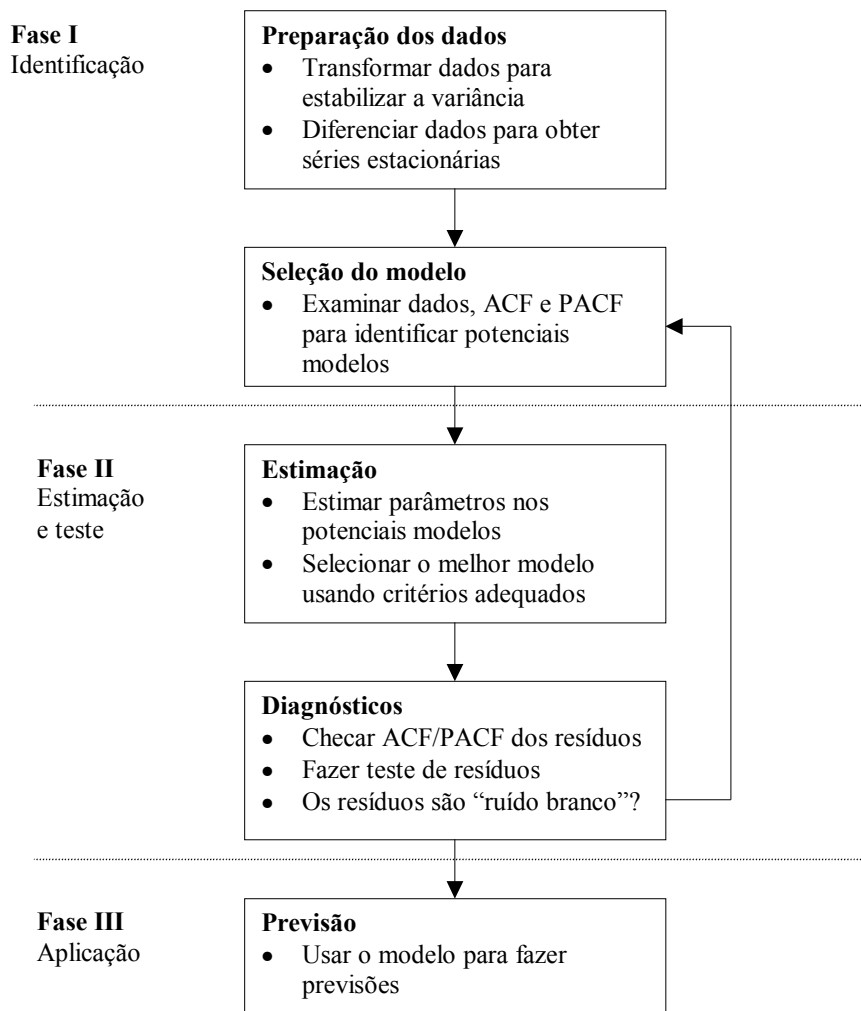 Fase I
Identificação
Preparação dos dados
• Transformar dados para
estabilizar a variância
• Diferenciar dados para obter
séries estacionárias
Seleção do modelo
• Examinar dados, ACF e PACF
para identificar potenciais
modelos
Fase II
Estimação
e teste
Estimação
• Estimar parâmetros nos
potenciais modelos
• Selecionar o melhor modelo
usando critérios adequados
Diagnósticos
• Checar ACF/PACF dos resíduos
• Fazer teste de resíduos
• Os resíduos são “ruído branco”?
Fase III
Aplicação
Previsão
• Usar o modelo para fazer
previsões